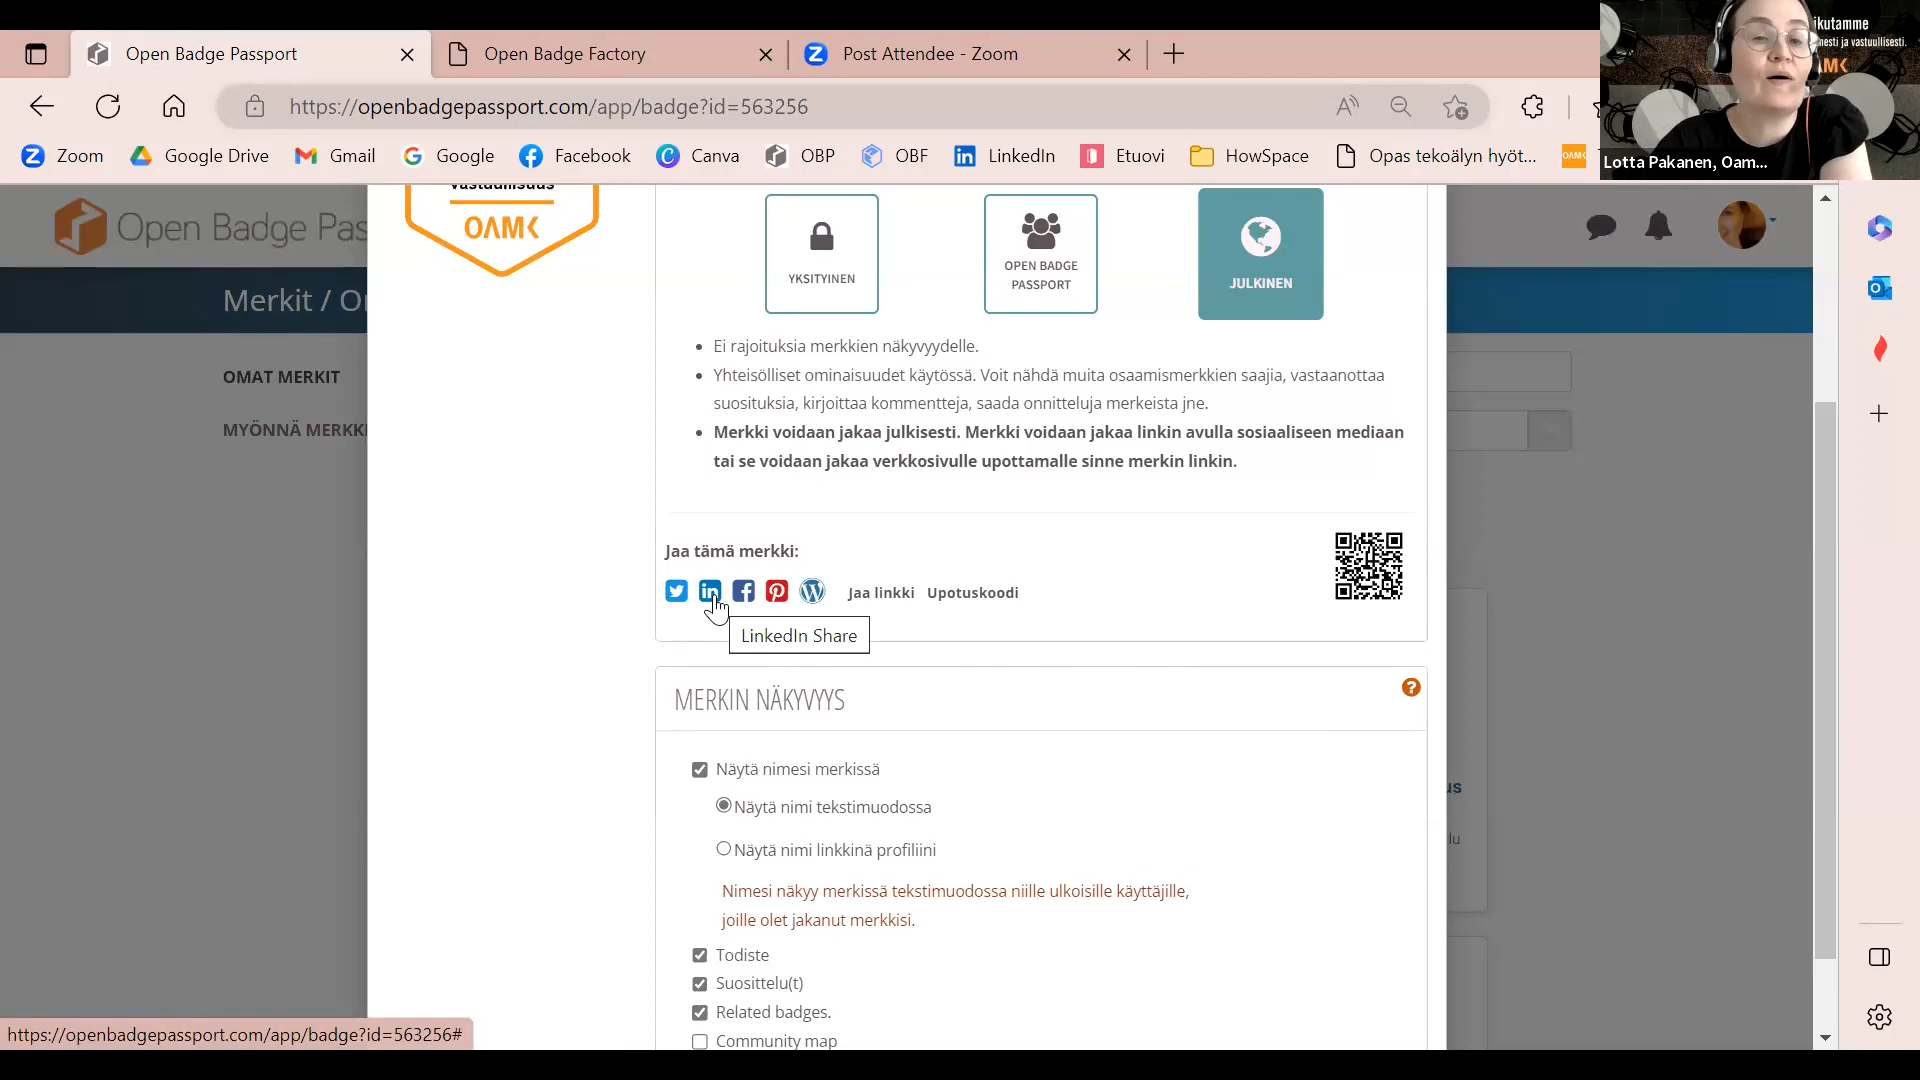 Open Badge Passport
Open Badge Factory
Post Attendee - Zoom
https://openbadgepassport.com/app/badge?id=563256
Zoom
Google Drive
Gmail
Google
Facebook
Canva
OBP
OBF
LinkedIn
Etuovi
HowSpace
Opas tekoälyn hyöt...
OAMK
Lotta Pakanen, Oam...
Vastuullisuus
OAMK
Open Badge Pas
YKSITYINEN
OPEN BADGE
PASSPORT
JULKINEN
Merkit /
OMAT MERKIT
MYÖNNÄ MERKK
Ei rajoituksia merkkien näkyvyydelle.
Yhteisölliset ominaisuudet käytössä. Voit nähdä muita osaamismerkkien saajia, vastaanottaa
suosituksia, kirjoittaa kommentteja, saada onnitteluja merkeista jne.
Merkki voidaan jakaa julkisesti. Merkki voidaan jakaa linkin avulla sosiaaliseen mediaan
tai se voidaan jakaa verkkosivulle upottamalle sinne merkin linkin.
Jaa tämä merkki:
Jaa linkki Upotuskoodi
LinkedIn Share
MERKIN NÄKYVYYS
Näytä nimesi merkissä
Näytä nimi tekstimuodossa
us
lu
Näytä nimi linkkinä profiliini
Nimesi näkyy merkissä tekstimuodossa niille ulkoisille käyttäjille,
joille olet jakanut merkkisi.
Todiste
Suosittelu(t)
Related badges.
Community map
https://openbadgepassport.com/app/badge?id=563256#